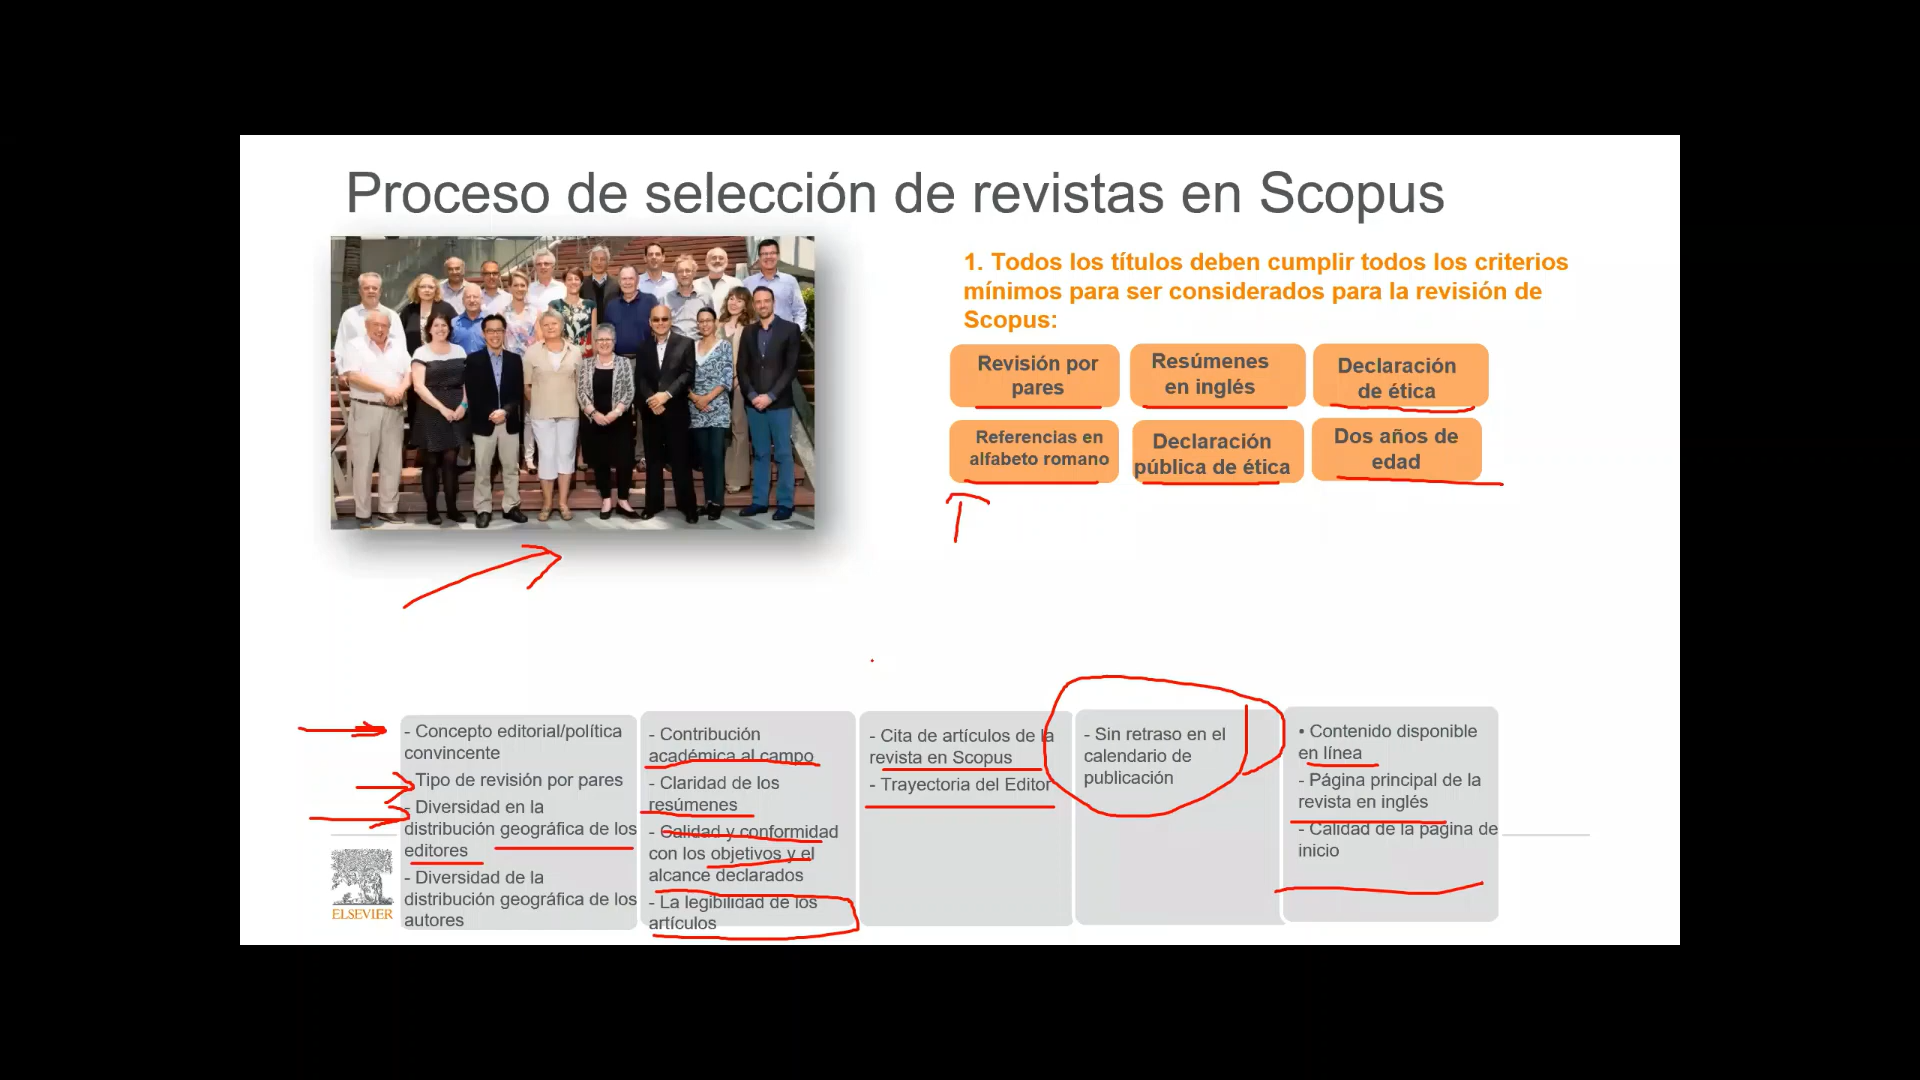 Proceso de selección de revistas en Scopus
1. Todos los títulos deben cumplir todos los criterios
mínimos para ser considerados para la revisión de
Scopus:
Revisión por
pares
Resúmenes
en inglés
Declaración
de ética
Referencias en
alfabeto romano
Declaración
pública de ética
Dos años de
edad
- Concepto editorial/política
convincente
- Tipo de revisión por pares
- Diversidad en la
distribución geográfica de los
editores
- Diversidad de la
distribución geográfica de los
autores
- Contribución
académica al campo
- Claridad de los
resúmenes
- Calidad y conformidad
con los objetivos y el
alcance declarados
- La legibilidad de los
artículos
- Cita de artículos de la
revista en Scopus
- Trayectoria del Editor
- Sin retraso en el
calendario de
publicación
• Contenido disponible
en línea
- Página principal de la
revista en inglés
- Calidad de la página de
inicio
ELSEVIER